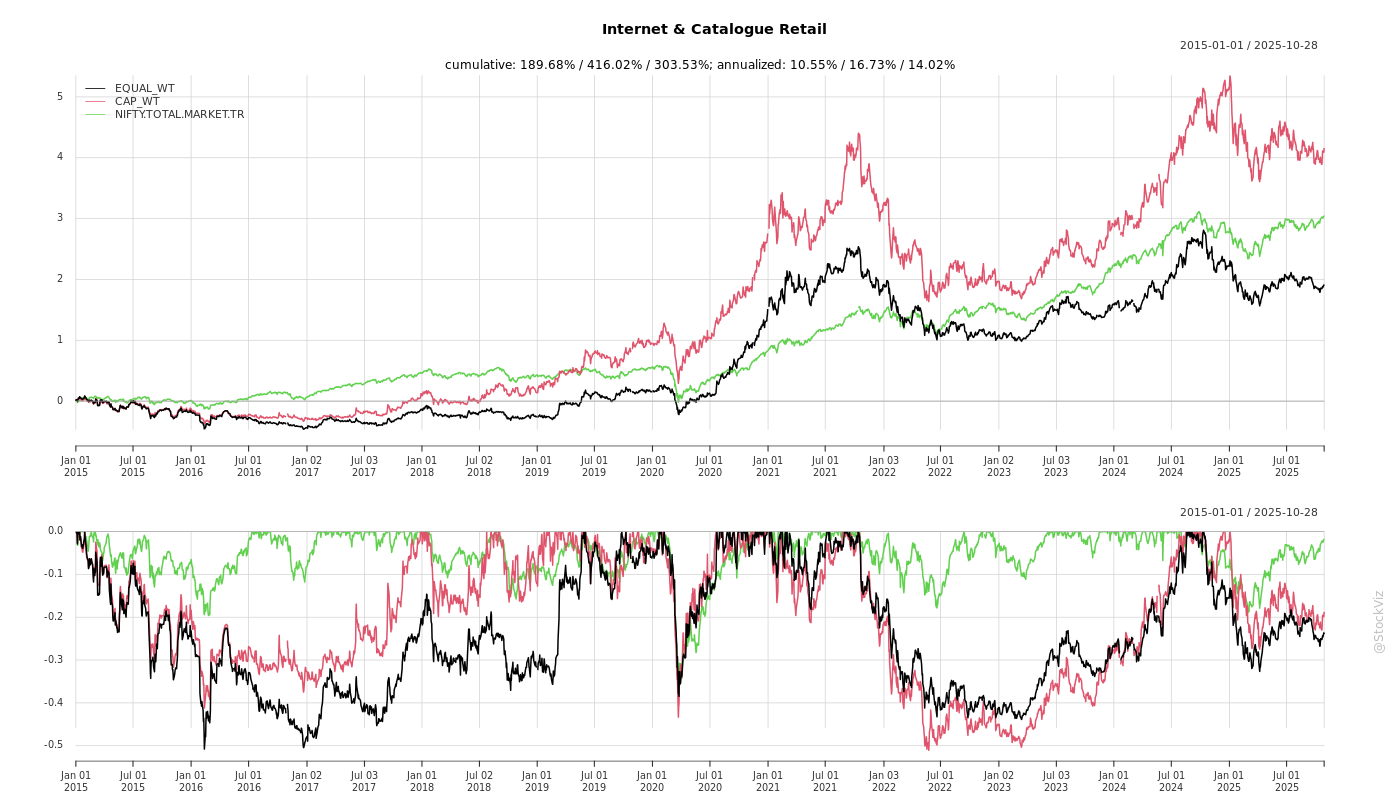 Internet & Catalogue Retail
2015-01-01 / 2025-10-28
cumulative: 189.68% / 416.02% / 303.53%; annualized: 10.55% / 16.73% / 14.02%
EQUAL_WT
CAP_WT
NIFTY.TOTAL.MARKET.TR
5
4
3
2
1
0
Jan 01 Jul 01 Jan 01 Jul 01 Jan 02 Jul 03 Jan 01 Jul 02 Jan 01 Jul 01 Jan 01 Jul 01 Jan 01 Jul 01 Jan 03 Jul 01 Jan 02 Jul 03 Jan 01 Jul 01 Jan 01 Jul 01
2015 2015 2016 2016 2017 2017 2018 2018 2019 2019 2020 2020 2021 2021 2022 2022 2023 2023 2024 2024 2025 2025
2015-01-01 / 2025-10-28
0.0
-0.1
-0.2
-0.3
-0.4
-0.5
Jan 01 Jul 01 Jan 01 Jul 01 Jan 02 Jul 03 Jan 01 Jul 02 Jan 01 Jul 01 Jan 01 Jul 01 Jan 01 Jul 01 Jan 03 Jul 01 Jan 02 Jul 03 Jan 01 Jul 01 Jan 01 Jul 01
2015 2015 2016 2016 2017 2017 2018 2018 2019 2019 2020 2020 2021 2021 2022 2022 2023 2023 2024 2024 2025 2025
@StockViz